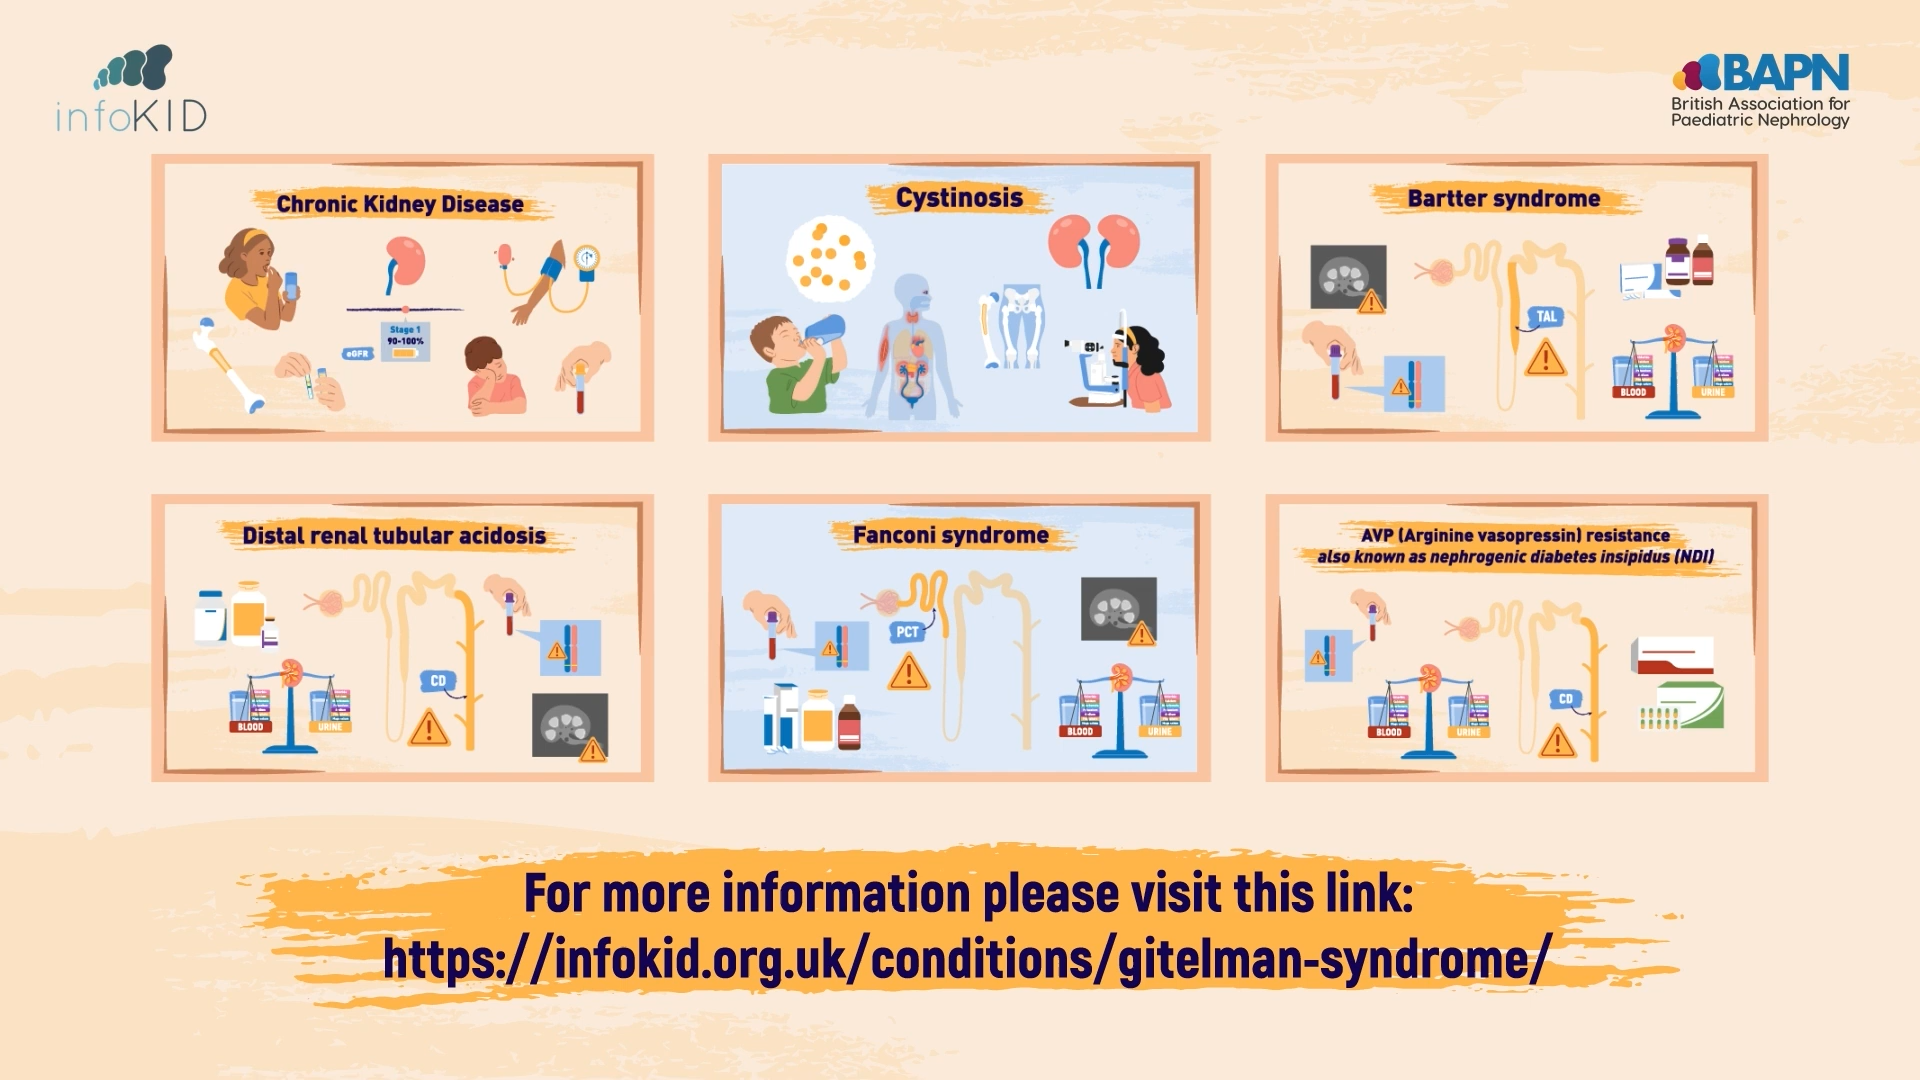 infoKID
BAPN
British Association for
Paediatric Nephrology
Chronic Kidney Disease
Stage 1
90-100%
eGFR
Cystinosis
Bartter syndrome
TAL
BLOOD
URINE
Distal renal tubular acidosis
CD
BLOOD
URINE
Fanconi syndrome
PCT
BLOOD
URINE
AVP (Arginine vasopressin) resistance
also known as nephrogenic diabetes insipidus (NDI)
CD
BLOOD
URINE
For more information please visit this link:
https://infokid.org.uk/conditions/gitelman-syndrome/